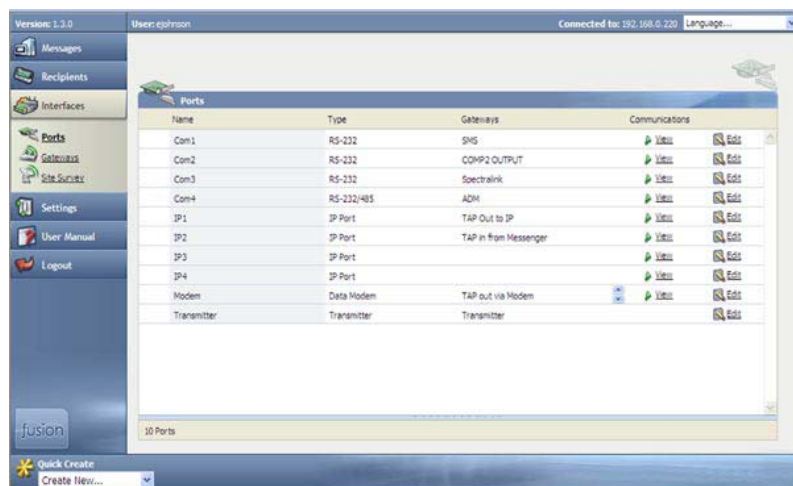 Version: 1.3.0 User: ejohnson Connected to: 192.168.0.220 Language...
Messages
Recipients
Interfaces
Ports
Gateways
Site Survey
Settings
User Manual
Logout
fusion
Ports
Name Type Gateways Communications
Com1 RS-232 SMS View Edit
Com2 RS-232 COMP2 OUTPUT View Edit
Com3 RS-232 Spectralink View Edit
Com4 RS-232/485 ADM View Edit
IP1 IP Port TAP Out to IP View Edit
IP2 IP Port TAP in from Messenger View Edit
IP3 IP Port View Edit
IP4 IP Port View Edit
Modem Data Modem TAP out via Modem View Edit
Transmitter Transmitter Transmitter Edit
10 Ports
Quick Create
Create New...